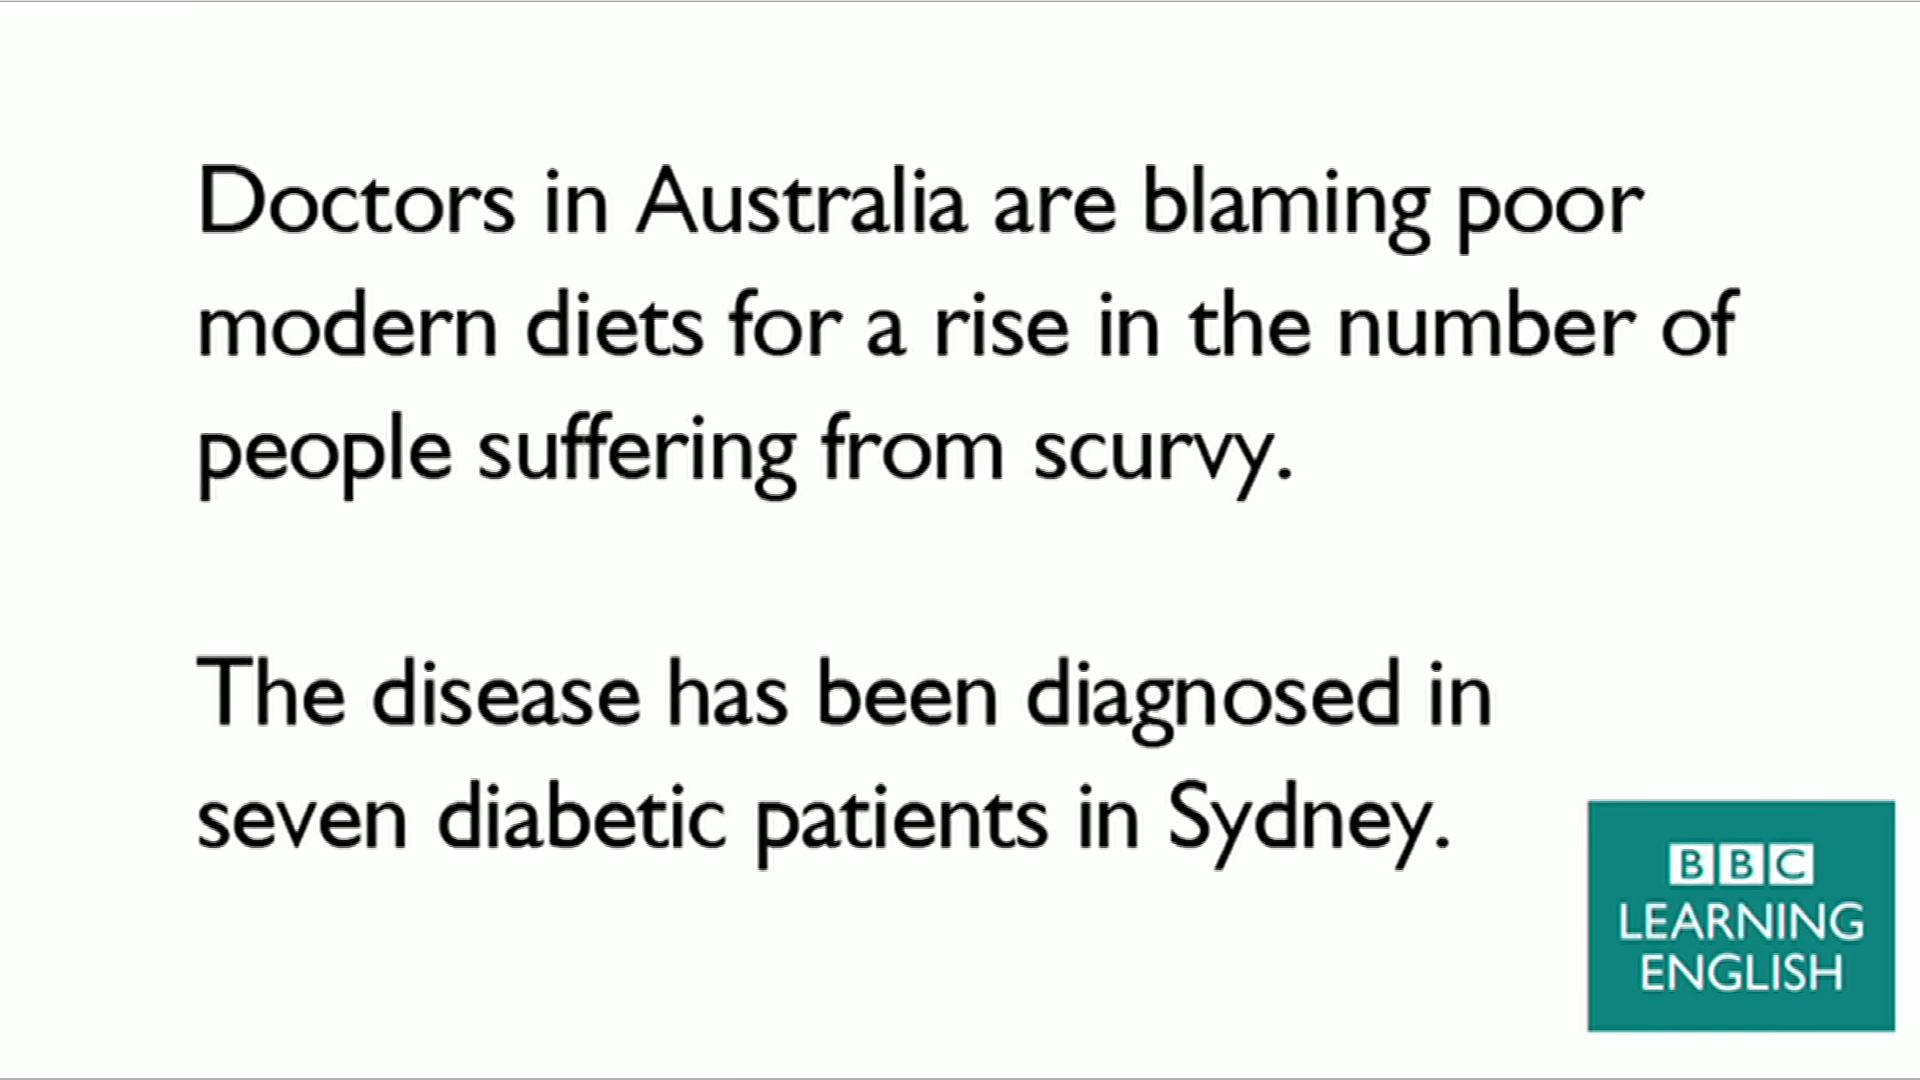 Doctors in Australia are blaming poor
modern diets for a rise in the number of
people suffering from scurvy.
The disease has been diagnosed in
seven diabetic patients in Sydney.
BBC
LEARNING
ENGLISH